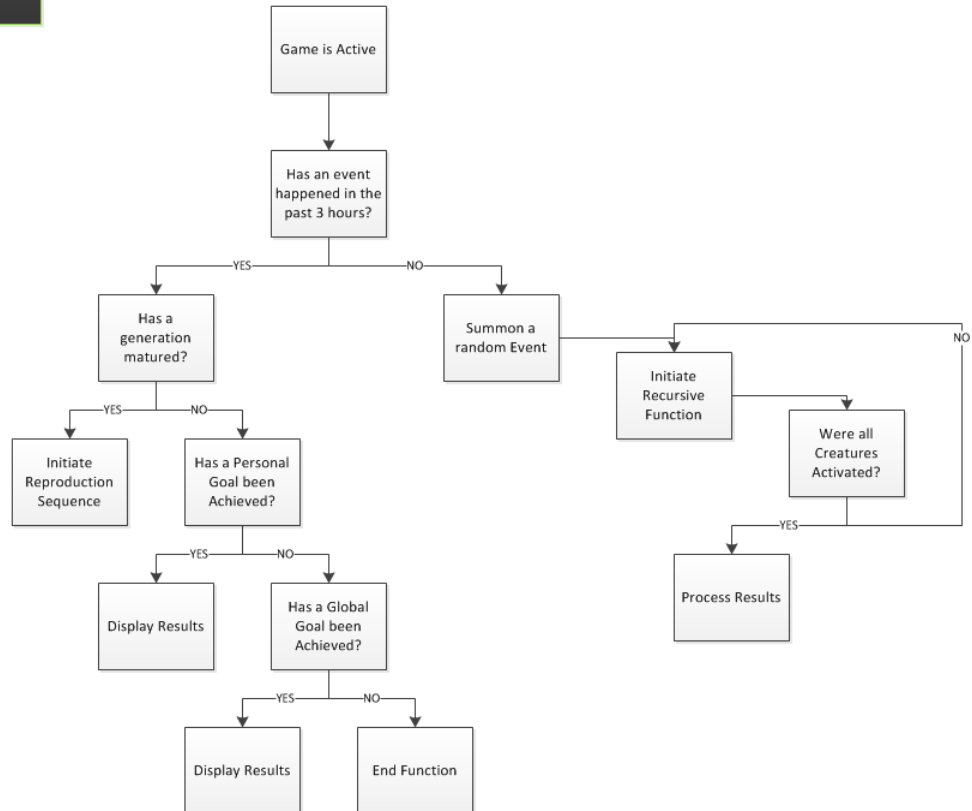 Game is Active
Has an event
happened in the
past 3 hours?
YES
NO
Has a
generation
matured?
Summon a
random Event
NO
Initiate
Recursive
Function
YES
NO
Were all
Creatures
Activated?
Initiate
Reproduction
Sequence
Has a Personal
Goal been
Achieved?
YES
YES
NO
Process Results
Display Results
Has a Global
Goal been
Achieved?
YES
NO
Display Results
End Function